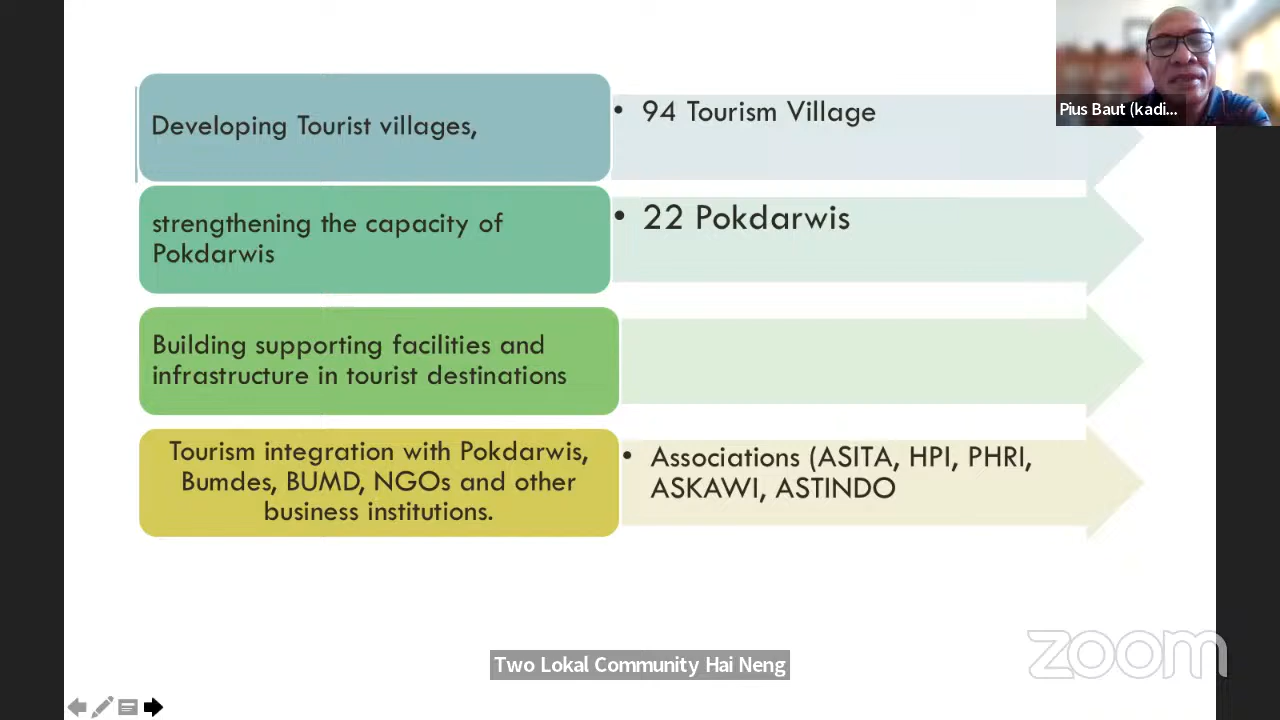 Developing Tourist villages,
• 94 Tourism Village
Pius Baut (kadi...
strengthening the capacity of
Pokdarwis
• 22 Pokdarwis
Building supporting facilities and
infrastructure in tourist destinations
Tourism integration with Pokdarwis,
Bumdes, BUMD, NGOs and other
business institutions.
• Associations (ASITA, HPI, PHRI,
ASKAWI, ASTINDO
Two Lokal Community Hai Neng
zoom